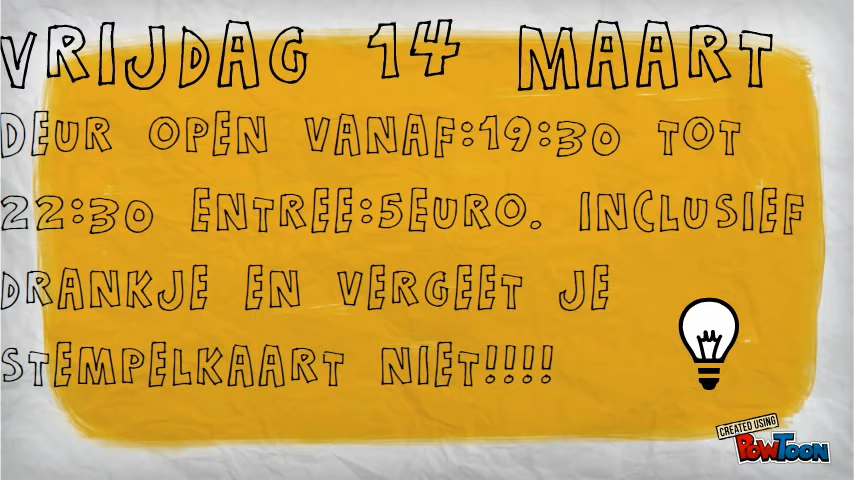 VRIJDAG 14 MAART
DEUR OPEN VANAF:19:30 TOT
22:30 ENTREE:5EURO. INCLUSIEF
DRANKJE EN VERGEET JE
STEMPELKAART NIET!!!!
CREATED USING
POWTOON